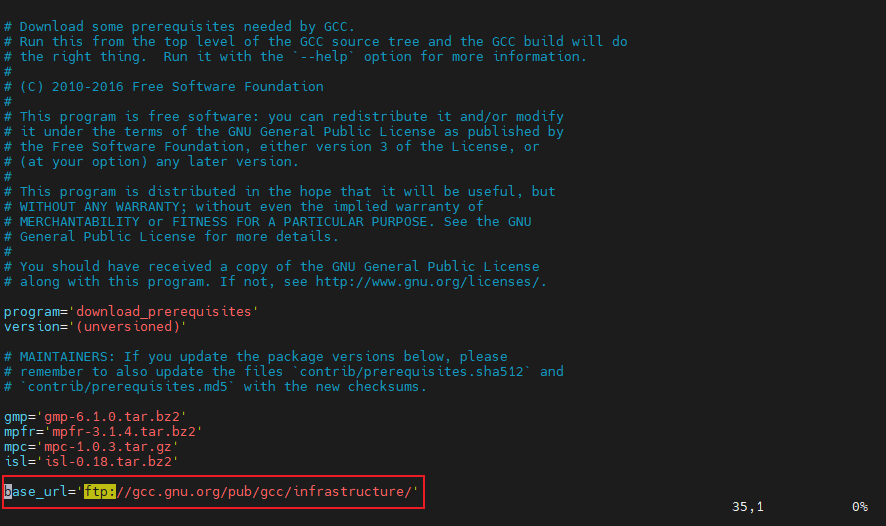 # Download some prerequisites needed by GCC.
# Run this from the top level of the GCC source tree and the GCC build will do
# the right thing.  Run it with the `--help` option for more information.
#
# (C) 2010-2016 Free Software Foundation
#
# This program is free software: you can redistribute it and/or modify
# it under the terms of the GNU General Public License as published by
# the Free Software Foundation, either version 3 of the License, or
# (at your option) any later version.
#
# This program is distributed in the hope that it will be useful, but
# WITHOUT ANY WARRANTY; without even the implied warranty of
# MERCHANTABILITY or FITNESS FOR A PARTICULAR PURPOSE. See the GNU
# General Public License for more details.
#
# You should have received a copy of the GNU General Public License
# along with this program. If not, see http://www.gnu.org/licenses/.
program='download_prerequisites'
version='(unversioned)'
# MAINTAINERS: If you update the package versions below, please
# remember to also update the files `contrib/prerequisites.sha512` and
# `contrib/prerequisites.md5` with the new checksums.
gmp='gmp-6.1.0.tar.bz2'
mpfr='mpfr-3.1.4.tar.bz2'
mpc='mpc-1.0.3.tar.gz'
isl='isl-0.18.tar.bz2'
base_url='ftp://gcc.gnu.org/pub/gcc/infrastructure/'
35,1 0%